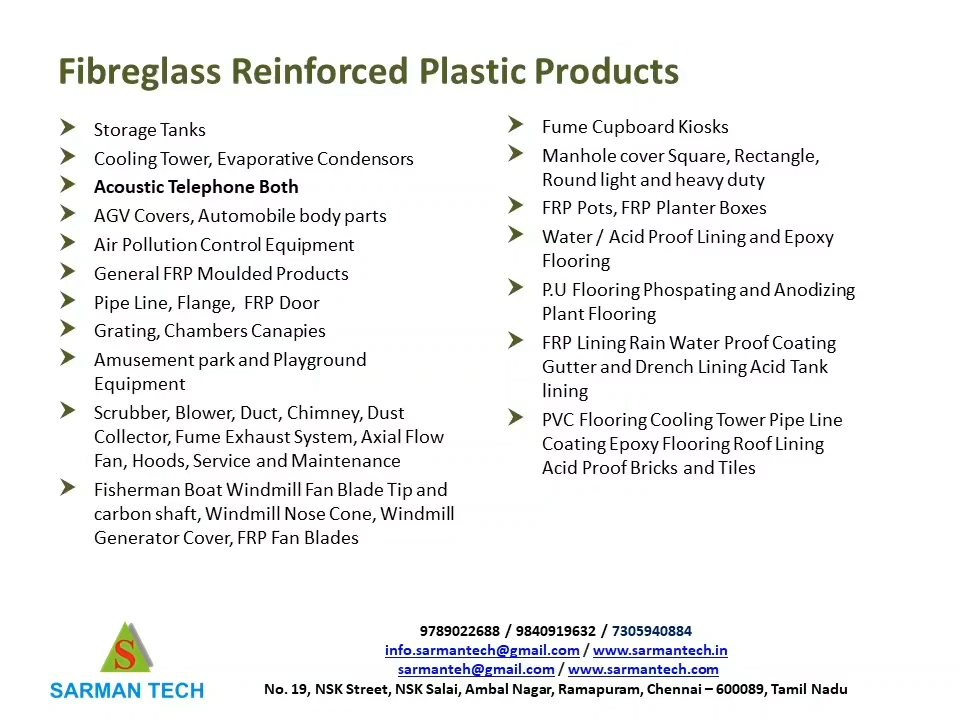 Fibreglass Reinforced Plastic Products
Storage Tanks
Cooling Tower, Evaporative Condensors
Acoustic Telephone Both
AGV Covers, Automobile body parts
Air Pollution Control Equipment
General FRP Moulded Products
Pipe Line, Flange, FRP Door
Grating, Chambers Canapies
Amusement park and Playground
Equipment
Scrubber, Blower, Duct, Chimney, Dust
Collector, Fume Exhaust System, Axial Flow
Fan, Hoods, Service and Maintenance
Fisherman Boat Windmill Fan Blade Tip and
carbon shaft, Windmill Nose Cone, Windmill
Generator Cover, FRP Fan Blades
Fume Cupboard Kiosks
Manhole cover Square, Rectangle,
Round light and heavy duty
FRP Pots, FRP Planter Boxes
Water / Acid Proof Lining and Epoxy
Flooring
P.U Flooring Phospating and Anodizing
Plant Flooring
FRP Lining Rain Water Proof Coating
Gutter and Drench Lining Acid Tank
lining
PVC Flooring Cooling Tower Pipe Line
Coating Epoxy Flooring Roof Lining
Acid Proof Bricks and Tiles
S
SARMAN TECH
9789022688 / 9840919632 / 7305940884
info.sarmantech@gmail.com / www.sarmantech.in
sarmanteh@gmail.com / www.sarmantech.com
No. 19, NSK Street, NSK Salai, Ambal Nagar, Ramapuram, Chennai – 600089, Tamil Nadu